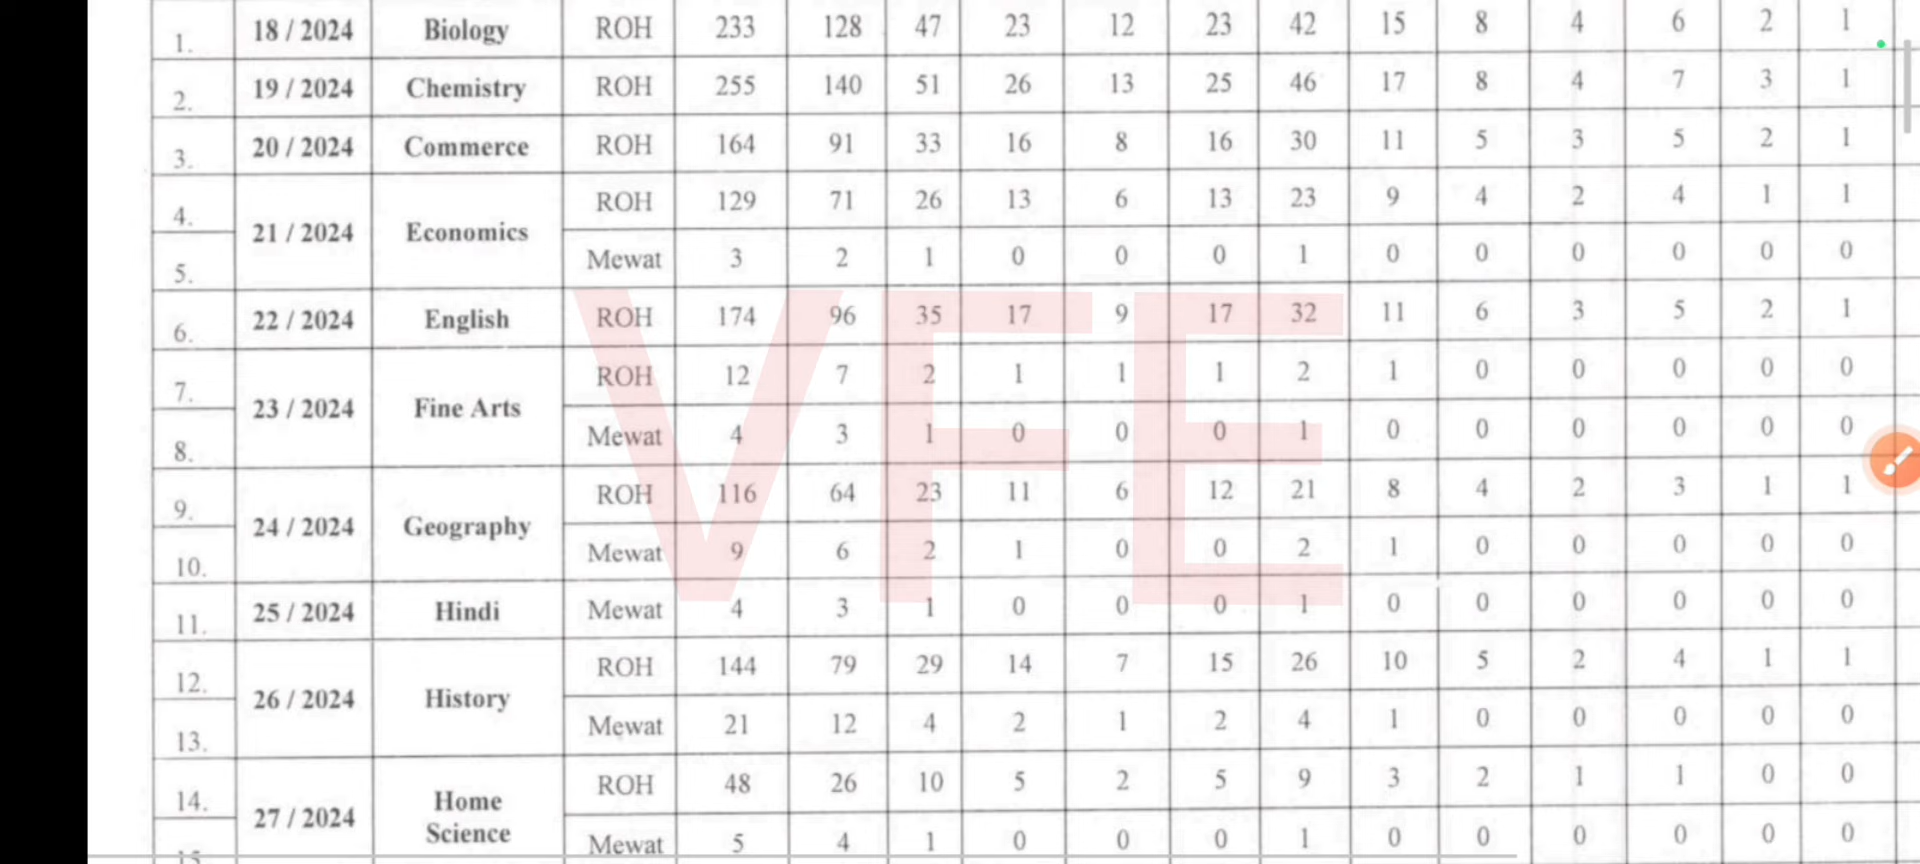 1. 18 / 2024 Biology ROH 233 128 47 23 12 23 42 15 8 4 6 2 1
2. 19 / 2024 Chemistry ROH 255 140 51 26 13 25 46 17 8 4 7 3 1
3. 20 / 2024 Commerce ROH 164 91 33 16 8 16 30 11 5 3 5 2 1
4. 21 / 2024 Economics ROH 129 71 26 13 6 13 23 9 4 2 4 1 1
5. Mewat 3 2 1 0 0 0 1 0 0 0 0 0 0
6. 22 / 2024 English ROH 174 96 35 17 9 17 32 11 6 3 5 2 1
7. 23 / 2024 Fine Arts ROH 12 7 2 1 1 1 2 1 0 0 0 0 0
8. Mewat 4 3 1 0 0 0 1 0 0 0 0 0 0
9. 24 / 2024 Geography ROH 116 64 23 11 6 12 21 8 4 2 3 1 1
10. Mewat 9 6 2 1 0 0 2 1 0 0 0 0 0
11. 25 / 2024 Hindi Mewat 4 3 1 0 0 0 1 0 0 0 0 0 0
12. 26 / 2024 History ROH 144 79 29 14 7 15 26 10 5 2 4 1 1
13. Mewat 21 12 4 2 1 2 4 1 0 0 0 0 0
14. 27 / 2024 Home Science ROH 48 26 10 5 2 5 9 3 2 1 1 0 0
Mewat 5 4 1 0 0 0 1 0 0 0 0 0 0
VFE